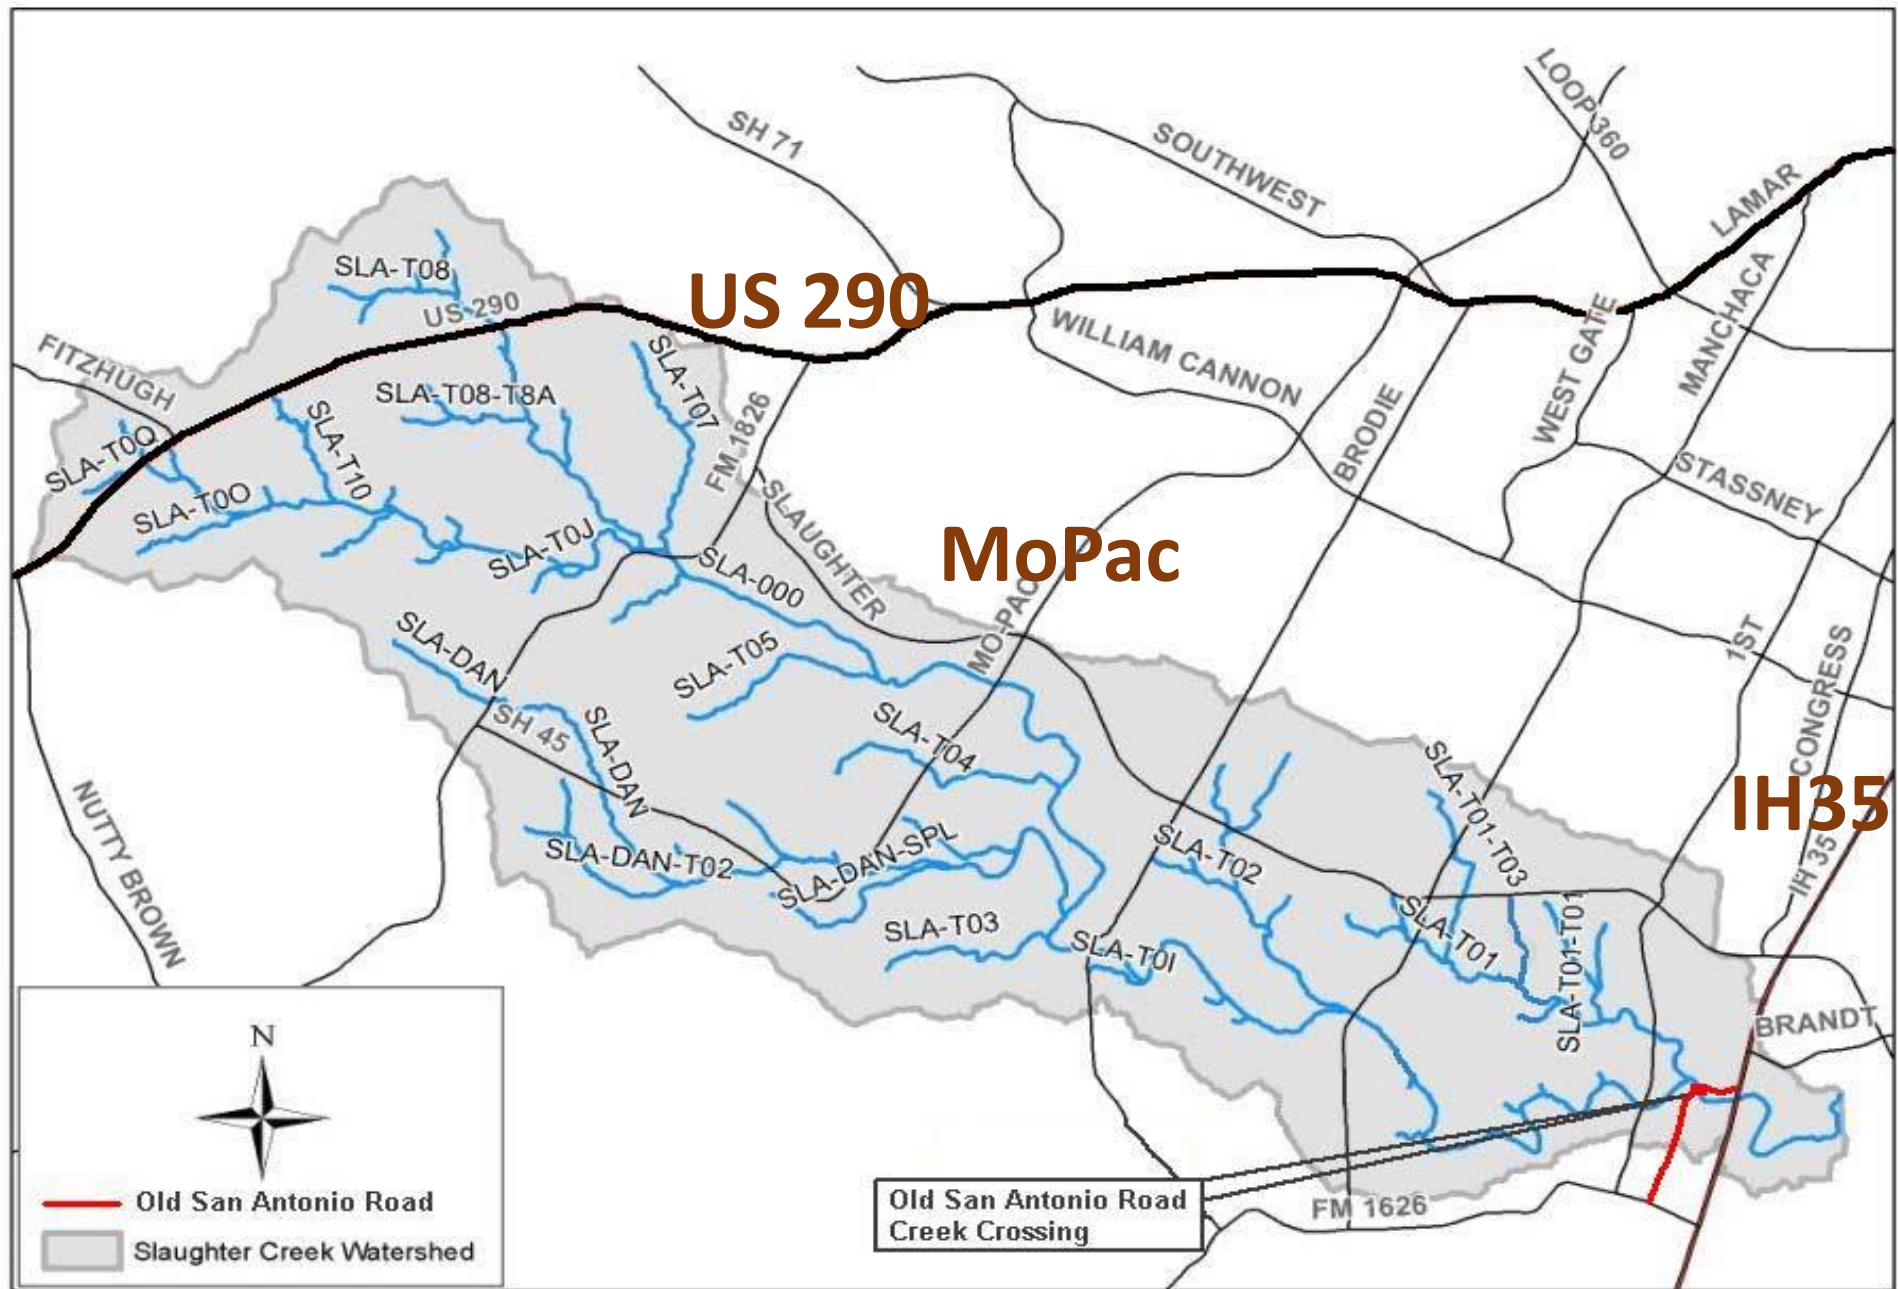 SH 71
SOUTHWEST
LOOP 360
LAMAR
MANCHACA
SLA-T08
US 290
US 290
FITZHUGH
WILLIAM CANNON
WEST GATE
BRODIE
STASSNEY
SLA-T07
SLA-T08-T8A
FM 1826
SLA-T0Q
SLA-T10
SLA-T0O
SLAUGHTER
MoPac
SLA-T0J
SLA-000
MO-PAC
1ST
CONGRESS
SLA-DAN
SLA-T05
SH 45
SLA-DAN
SLA-T04
SLA-T01-T03
IH35
IH 35
NUTTY BROWN
SLA-DAN-T02
SLA-DAN-SPL
SLA-T02
SLA-T03
SLA-T0I
SLA-T01
SLA-T01-T01
BRANDT
N
Old San Antonio Road
Slaughter Creek Watershed
Old San Antonio Road
Creek Crossing
FM 1626